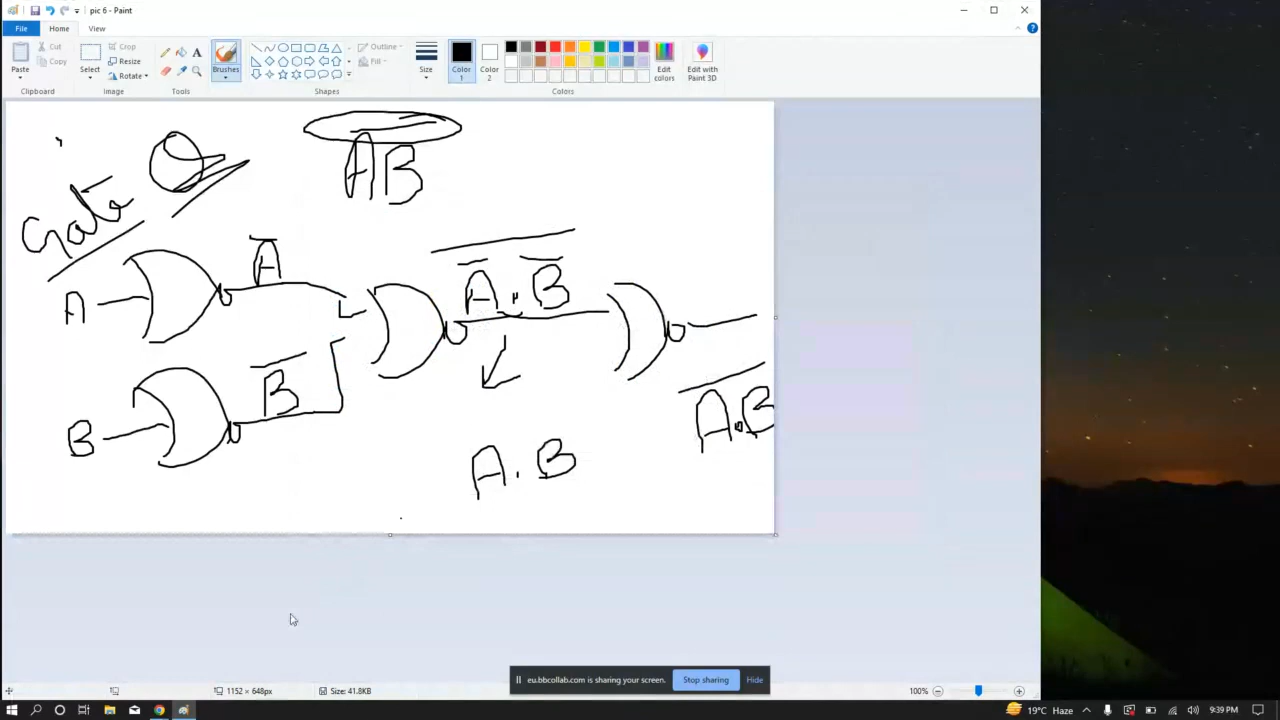 pic 6 - Paint
File
Home
View
Paste
Cut
Copy
Clipboard
Select
Crop
Resize
Rotate
Image
Tools
Brushes
Outline
Fill
Shapes
Size
Color 1
Color 2
Edit colors
Edit with Paint 3D
Colors
Gate
A̅B̅
A̅
A
B̅
B
A̅.B̅
A.B
A.B
eu.bbcollab.com is sharing your screen.
Stop sharing
Hide
1152 × 648px
Size: 41.8KB
100%
19°C Haze
9:39 PM